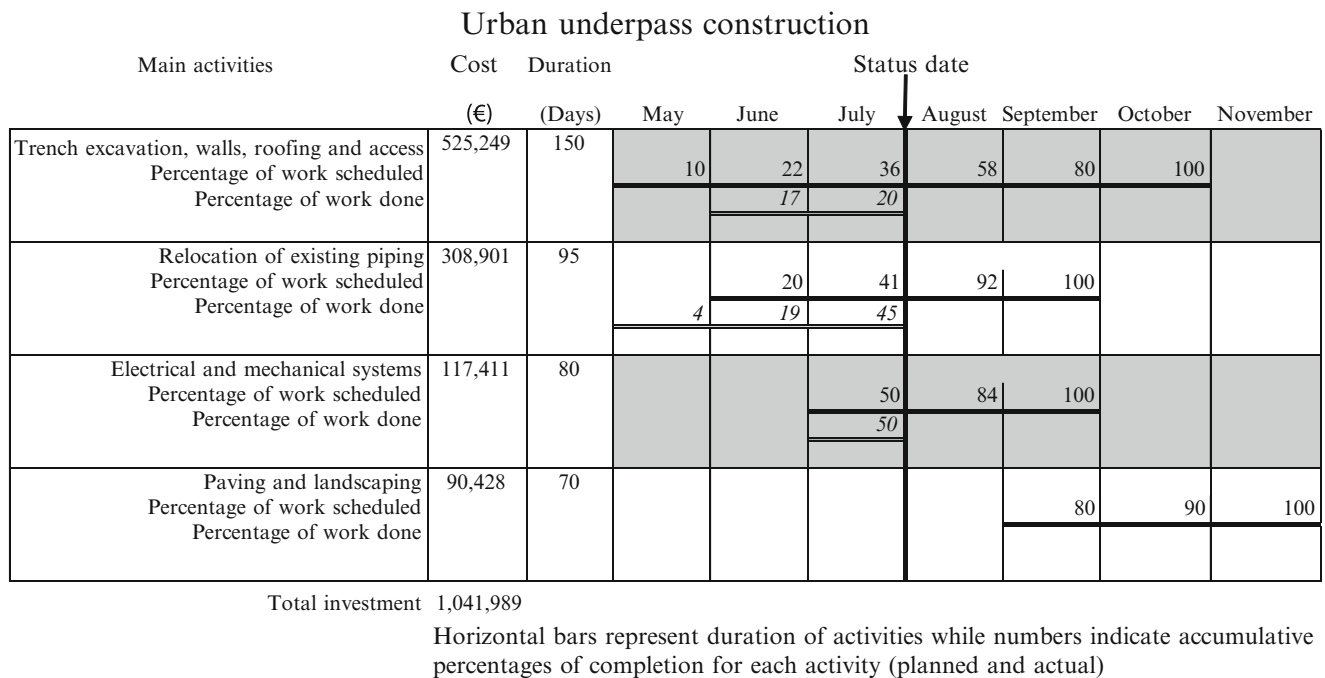 Urban underpass construction
Main activities Cost Duration Status date
(€) (Days) May June July August September October November
Trench excavation, walls, roofing and access 525,249 150
Percentage of work scheduled 10 22 36 58 80 100
Percentage of work done 17 20
Relocation of existing piping 308,901 95
Percentage of work scheduled 20 41 92 100
Percentage of work done 4 19 45
Electrical and mechanical systems 117,411 80
Percentage of work scheduled 50 84 100
Percentage of work done 50
Paving and landscaping 90,428 70
Percentage of work scheduled 80 90 100
Percentage of work done
Total investment 1,041,989
Horizontal bars represent duration of activities while numbers indicate accumulative
percentages of completion for each activity (planned and actual)